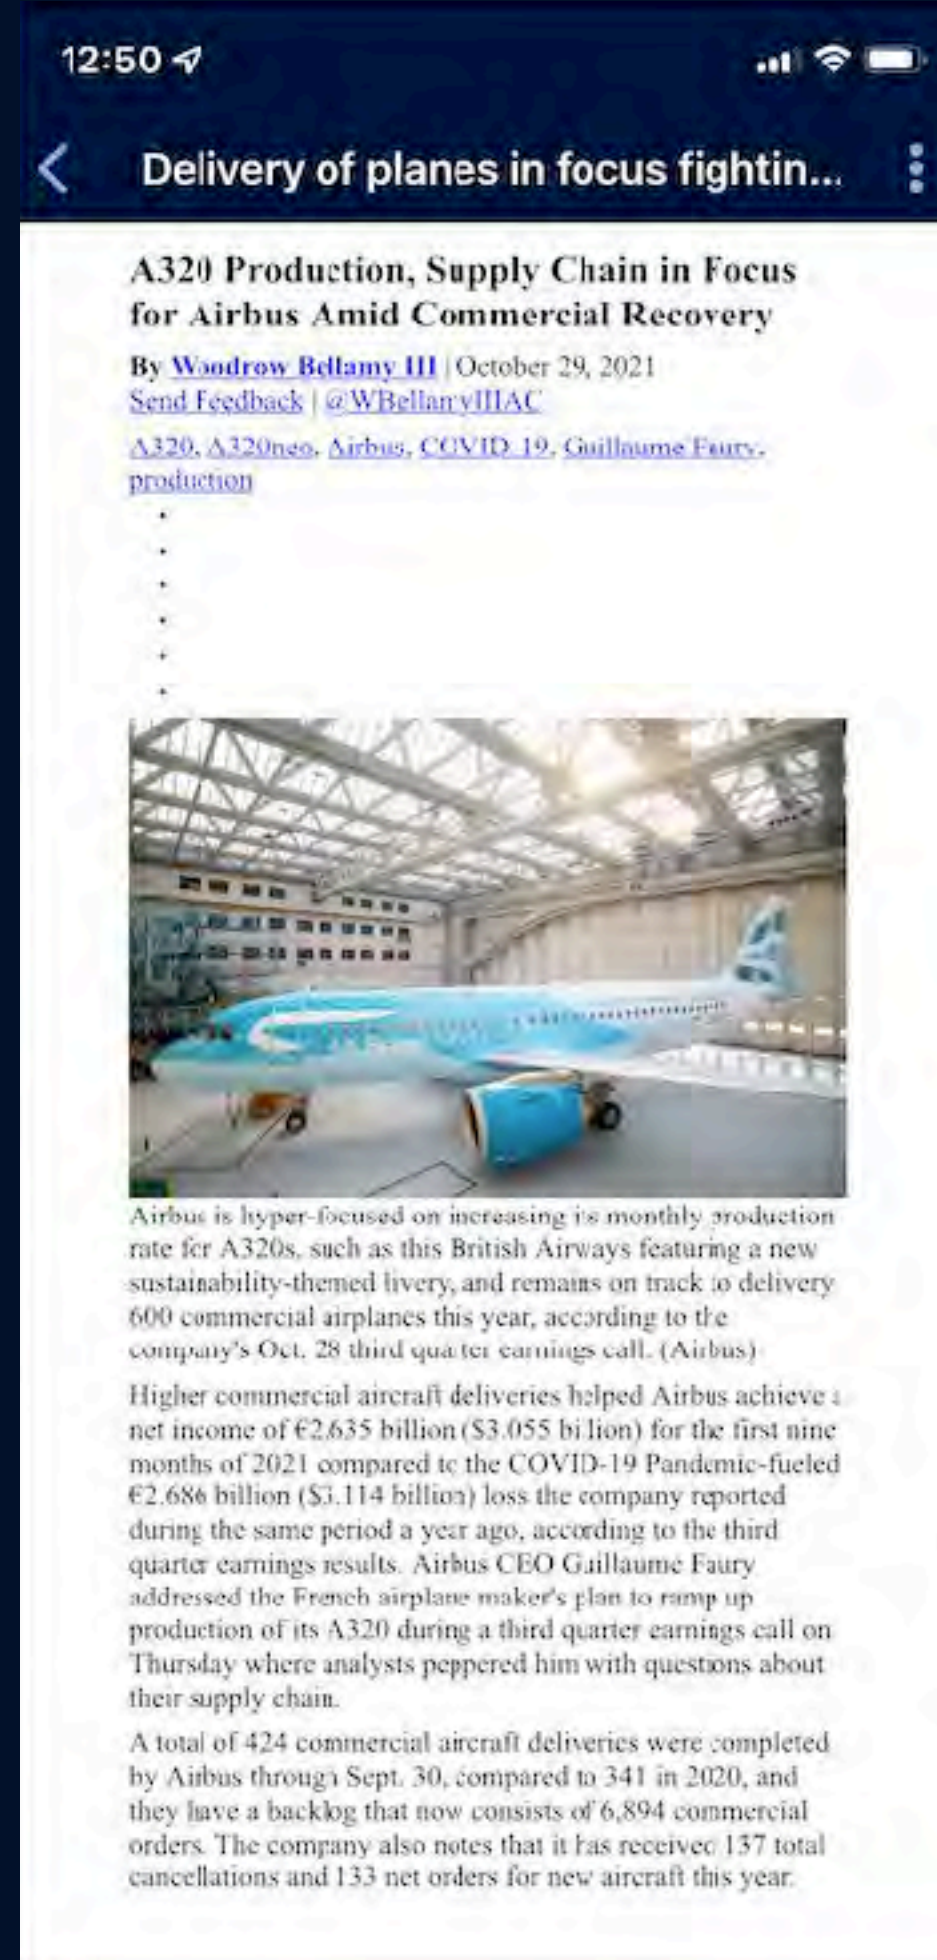 12:50
Delivery of planes in focus fightin...
A320 Production, Supply Chain in Focus
for Airbus Amid Commercial Recovery
By Woodrow Bellamy III | October 29, 2021
Send Feedback | @WBellamyIIIAC
A320, A320neo, Airbus, COVID-19, Guillaume Faury,
production
Airbus is hyper-focused on increasing its monthly production
rate for A320s, such as this British Airways featuring a new
sustainability-themed livery, and remains on track to delivery
600 commercial airplanes this year, according to the
company's Oct. 28 third quarter earnings call. (Airbus)
Higher commercial aircraft deliveries helped Airbus achieve a
net income of €2.635 billion ($3.055 billion) for the first nine
months of 2021 compared to the COVID-19 Pandemic-fueled
€2.686 billion ($3.114 billion) loss the company reported
during the same period a year ago, according to the third
quarter earnings results. Airbus CEO Guillaume Faury
addressed the French airplane maker's plan to ramp up
production of its A320 during a third quarter earnings call on
Thursday where analysts peppered him with questions about
their supply chain.
A total of 424 commercial aircraft deliveries were completed
by Airbus through Sept. 30, compared to 341 in 2020, and
they have a backlog that now consists of 6,894 commercial
orders. The company also notes that it has received 137 total
cancellations and 133 net orders for new aircraft this year.